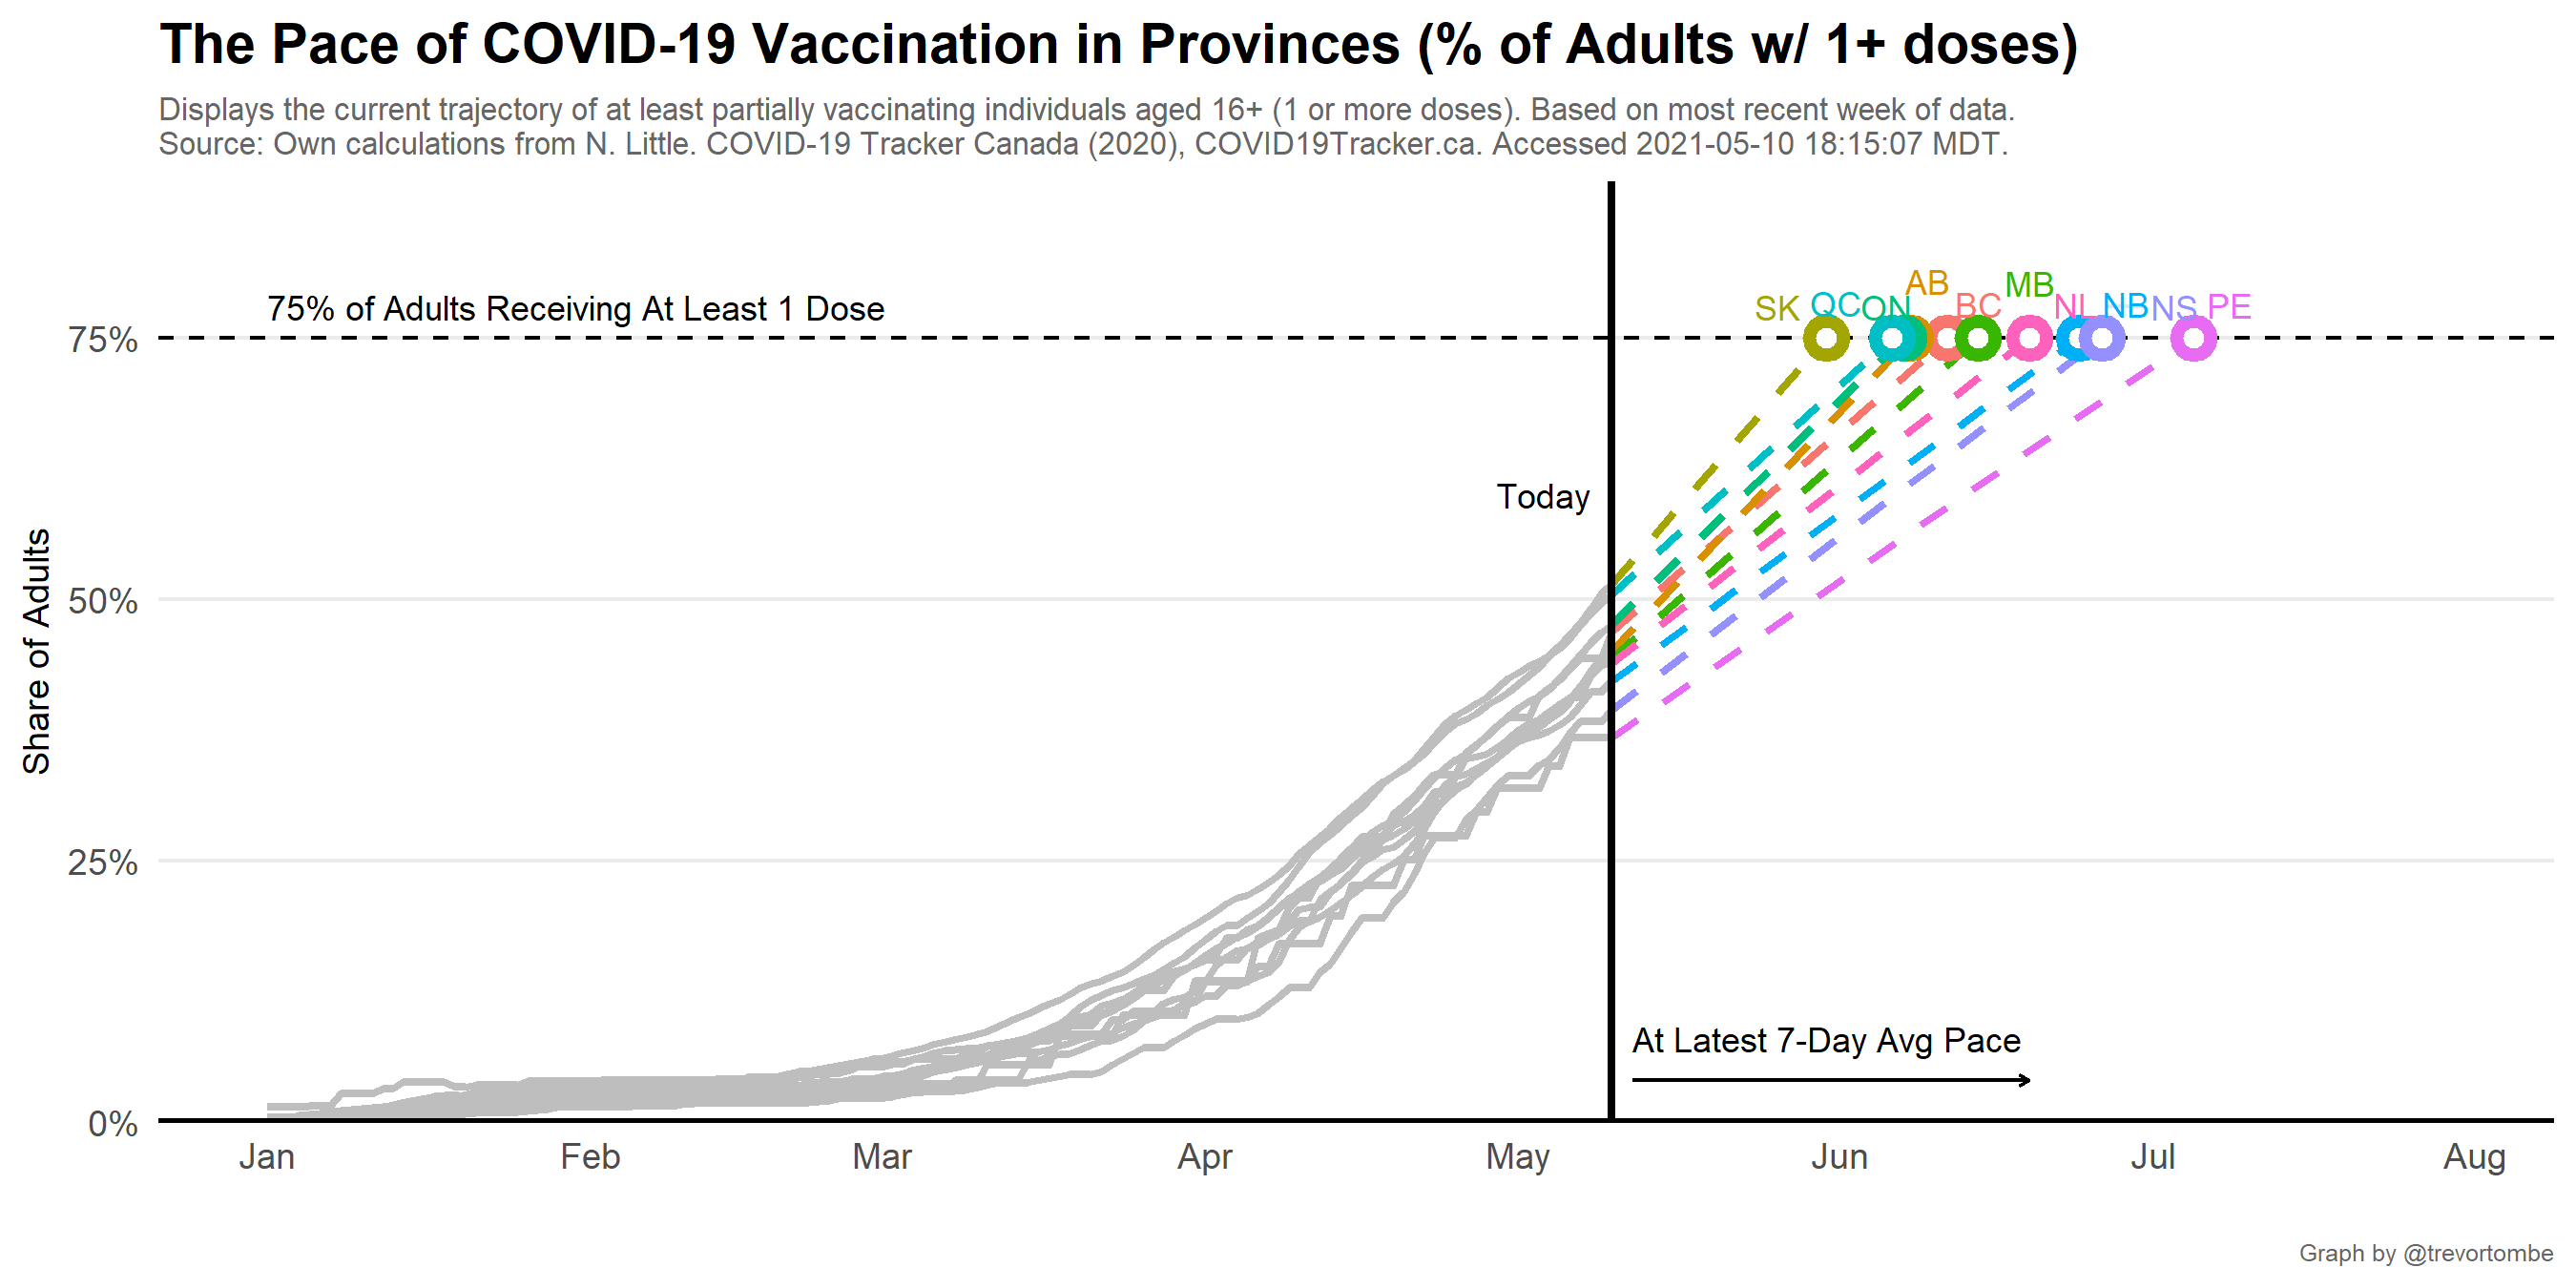 The Pace of COVID-19 Vaccination in Provinces (% of Adults w/ 1+ doses)
Displays the current trajectory of at least partially vaccinating individuals aged 16+ (1 or more doses). Based on most recent week of data.
Source: Own calculations from N. Little. COVID-19 Tracker Canada (2020), COVID19Tracker.ca. Accessed 2021-05-10 18:15:07 MDT.
75% of Adults Receiving At Least 1 Dose
SK QC ON AB BC MB NL NB NS PE
75%
Today
50%
Share of Adults
25%
At Latest 7-Day Avg Pace
0%
Jan Feb Mar Apr May Jun Jul Aug
Graph by @trevortombe